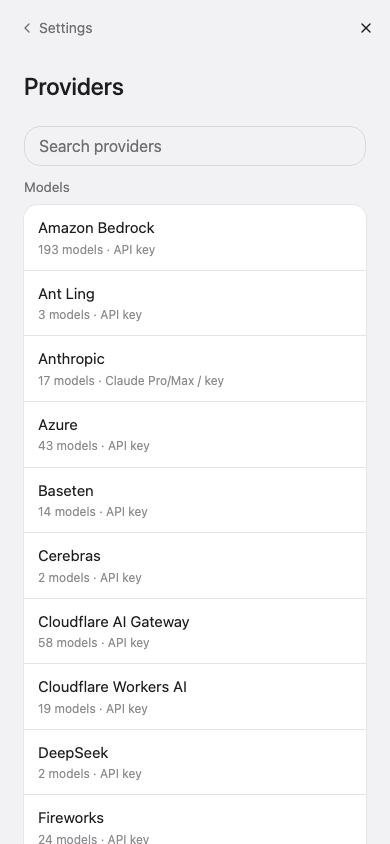 Settings
Providers
Search providers
Models
Amazon Bedrock
193 models · API key
Ant Ling
3 models · API key
Anthropic
17 models · Claude Pro/Max / key
Azure
43 models · API key
Baseten
14 models · API key
Cerebras
2 models · API key
Cloudflare AI Gateway
58 models · API key
Cloudflare Workers AI
19 models · API key
DeepSeek
2 models · API key
Fireworks
24 models · API key